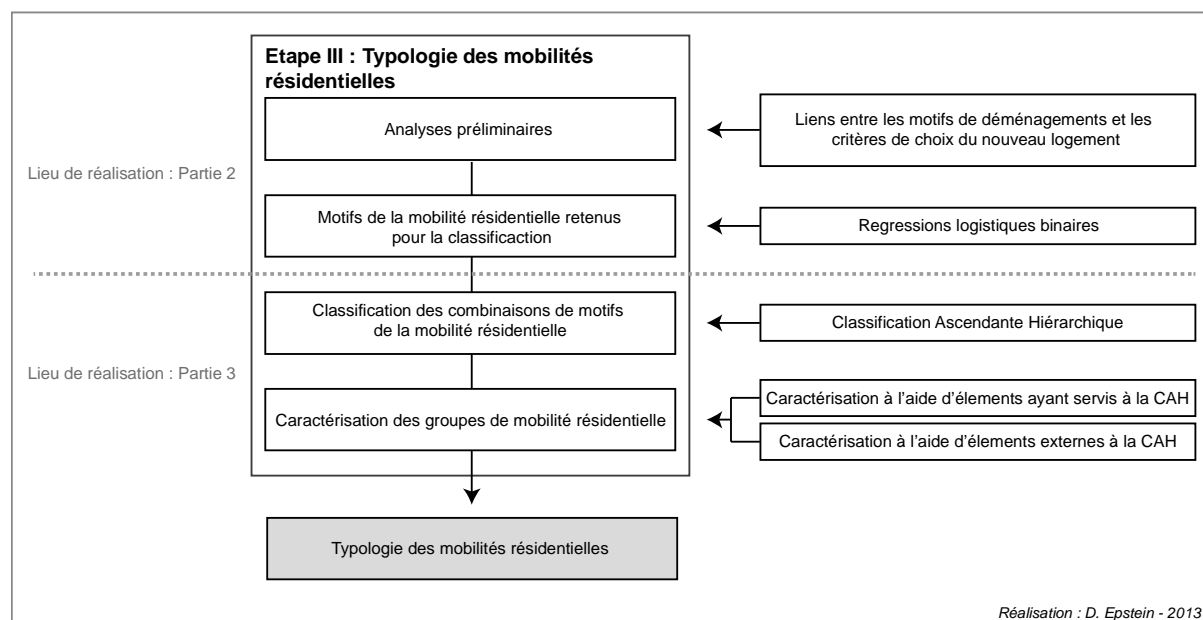 Etape III : Typologie des mobilités
résidentielles
Analyses préliminaires
Liens entre les motifs de déménagements et les
critères de choix du nouveau logement
Lieu de réalisation : Partie 2
Motifs de la mobilité résidentielle retenus
pour la classificaction
Regressions logistiques binaires
Classification des combinaisons de motifs
de la mobilité résidentielle
Classification Ascendante Hiérarchique
Lieu de réalisation : Partie 3
Caractérisation des groupes de mobilité résidentielle
Caractérisation à l'aide d'élements ayant servis à la CAH
Caractérisation à l'aide d'élements externes à la CAH
Typologie des mobilités résidentielles
Réalisation : D. Epstein - 2013